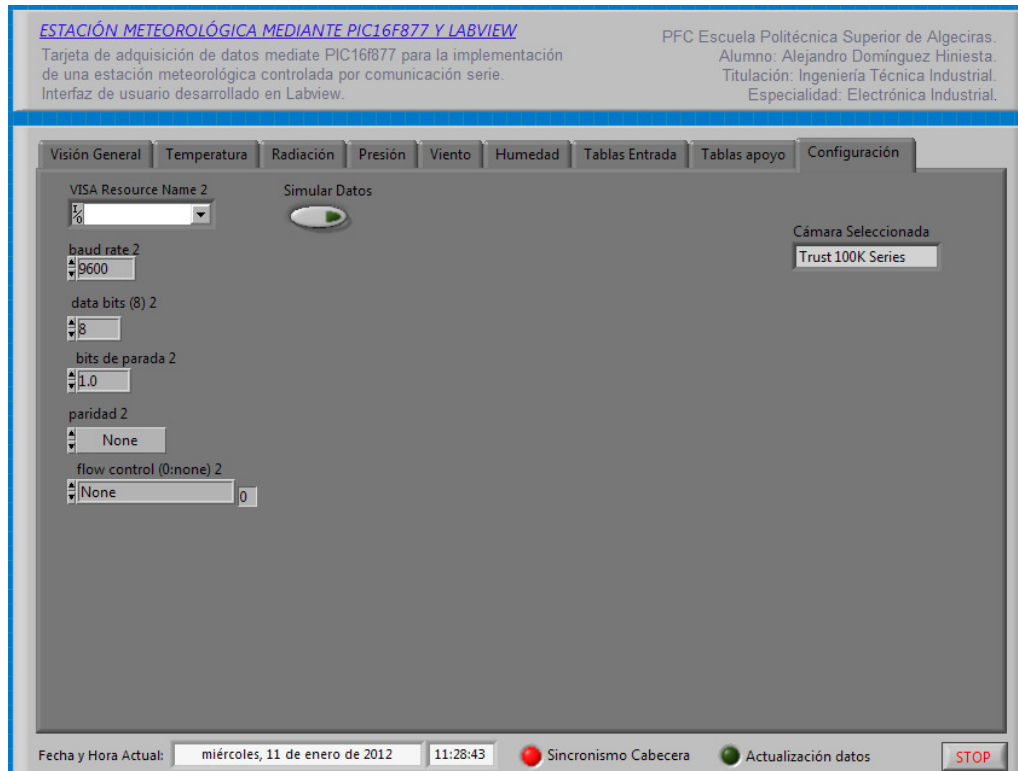 ESTACIÓN METEOROLÓGICA MEDIANTE PIC16F877 Y LABVIEW
Tarjeta de adquisición de datos mediate PIC16f877 para la implementación
de una estación meteorológica controlada por comunicación serie.
Interfaz de usuario desarrollado en Labview.
PFC Escuela Politécnica Superior de Algeciras.
Alumno: Alejandro Domínguez Hiniesta.
Titulación: Ingeniería Técnica Industrial.
Especialidad: Electrónica Industrial.
Visión General Temperatura Radiación Presión Viento Humedad Tablas Entrada Tablas apoyo Configuración
VISA Resource Name 2
I/O
Simular Datos
Cámara Seleccionada
Trust 100K Series
baud rate 2
9600
data bits (8) 2
8
bits de parada 2
1.0
paridad 2
None
flow control (0:none) 2
None 0
Fecha y Hora Actual: miércoles, 11 de enero de 2012 11:28:43 Sincronismo Cabecera Actualización datos STOP